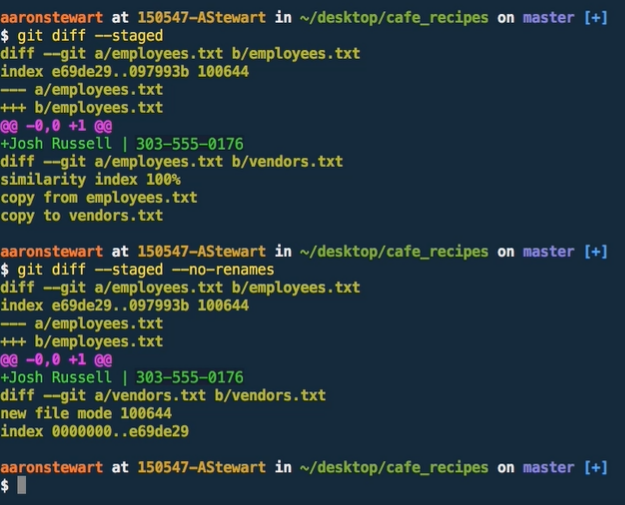 aaronstewart at 150547-AStewart in ~/desktop/cafe_recipes on master [+]
$ git diff --staged
diff --git a/employees.txt b/employees.txt
index e69de29..097993b 100644
--- a/employees.txt
+++ b/employees.txt
@@ -0,0 +1 @@
+Josh Russell | 303-555-0176
diff --git a/employees.txt b/vendors.txt
similarity index 100%
copy from employees.txt
copy to vendors.txt
aaronstewart at 150547-AStewart in ~/desktop/cafe_recipes on master [+]
$ git diff --staged --no-renames
diff --git a/employees.txt b/employees.txt
index e69de29..097993b 100644
--- a/employees.txt
+++ b/employees.txt
@@ -0,0 +1 @@
+Josh Russell | 303-555-0176
diff --git a/vendors.txt b/vendors.txt
new file mode 100644
index 0000000..e69de29
aaronstewart at 150547-AStewart in ~/desktop/cafe_recipes on master [+]
$